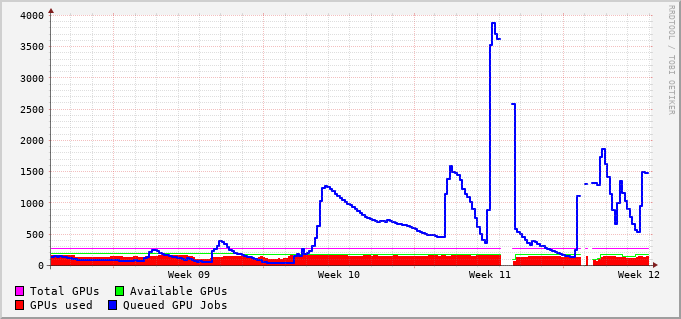 4000
3500
3000
2500
2000
1500
1000
500
0
Week 09 Week 10 Week 11 Week 12
Total GPUs Available GPUs
GPUs used Queued GPU Jobs
RRDTOOL / TOBI OETIKER